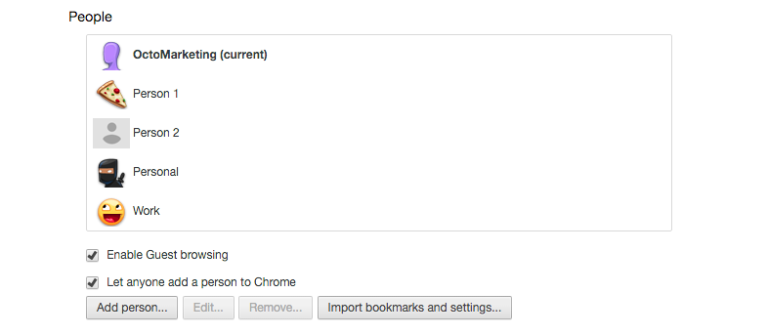 People
OctoMarketing (current)
Person 1
Person 2
Personal
Work
Enable Guest browsing
Let anyone add a person to Chrome
Add person... Edit... Remove... Import bookmarks and settings...